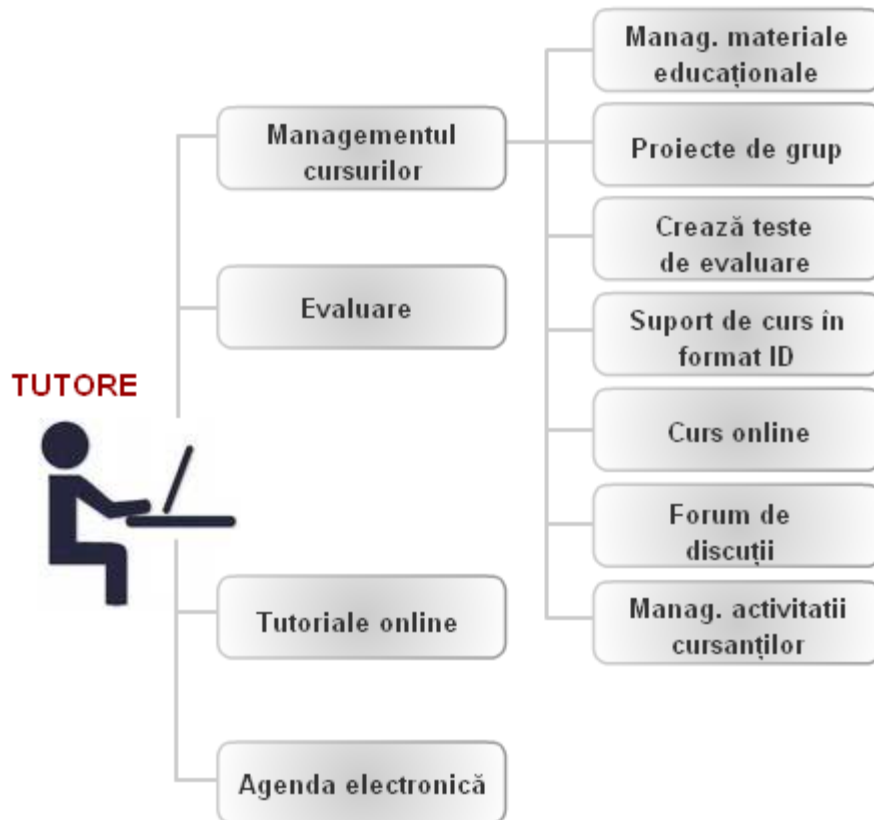 TUTORE
Managementul
cursurilor
Evaluare
Tutoriale online
Agenda electronică
Manag. materiale
educaționale
Proiecte de grup
Crează teste
de evaluare
Suport de curs în
format ID
Curs online
Forum de
discuții
Manag. activitatii
cursanților